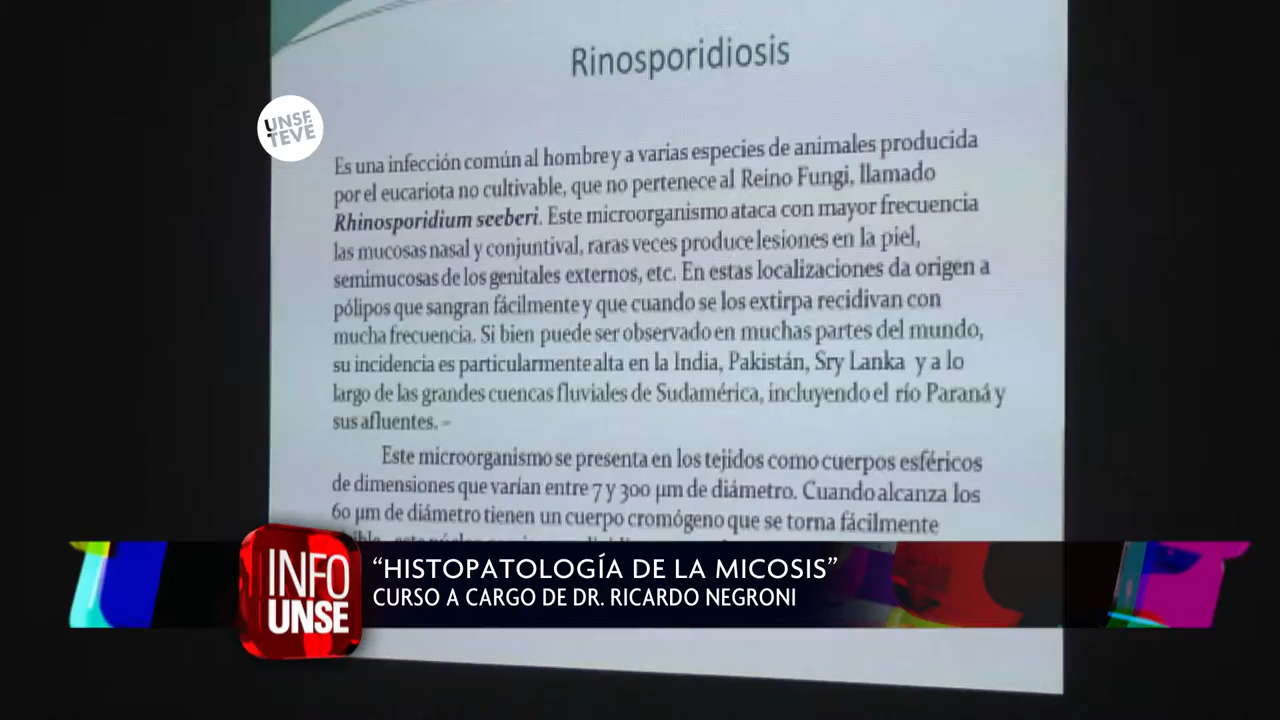 Rinosporidiosis
UNSE
TEVÉ
Es una infección común al hombre y a varias especies de animales producida
por el eucariota no cultivable, que no pertenece al Reino Fungi, llamado
Rhinosporidium seeberi. Este microorganismo ataca con mayor frecuencia
las mucosas nasal y conjuntival, raras veces produce lesiones en la piel,
semimucosas de los genitales externos, etc. En estas localizaciones da origen a
pólipos que sangran fácilmente y que cuando se los extirpa recidivan con
mucha frecuencia. Si bien puede ser observado en muchas partes del mundo,
su incidencia es particularmente alta en la India, Pakistán, Sry Lanka y a lo
largo de las grandes cuencas fluviales de Sudamérica, incluyendo el río Paraná y
sus afluentes. –
Este microorganismo se presenta en los tejidos como cuerpos esféricos
de dimensiones que varían entre 7 y 300 µm de diámetro. Cuando alcanza los
60 µm de diámetro tienen un cuerpo cromógeno que se torna fácilmente
INFO
UNSE
“HISTOPATOLOGÍA DE LA MICOSIS”
CURSO A CARGO DE DR. RICARDO NEGRONI